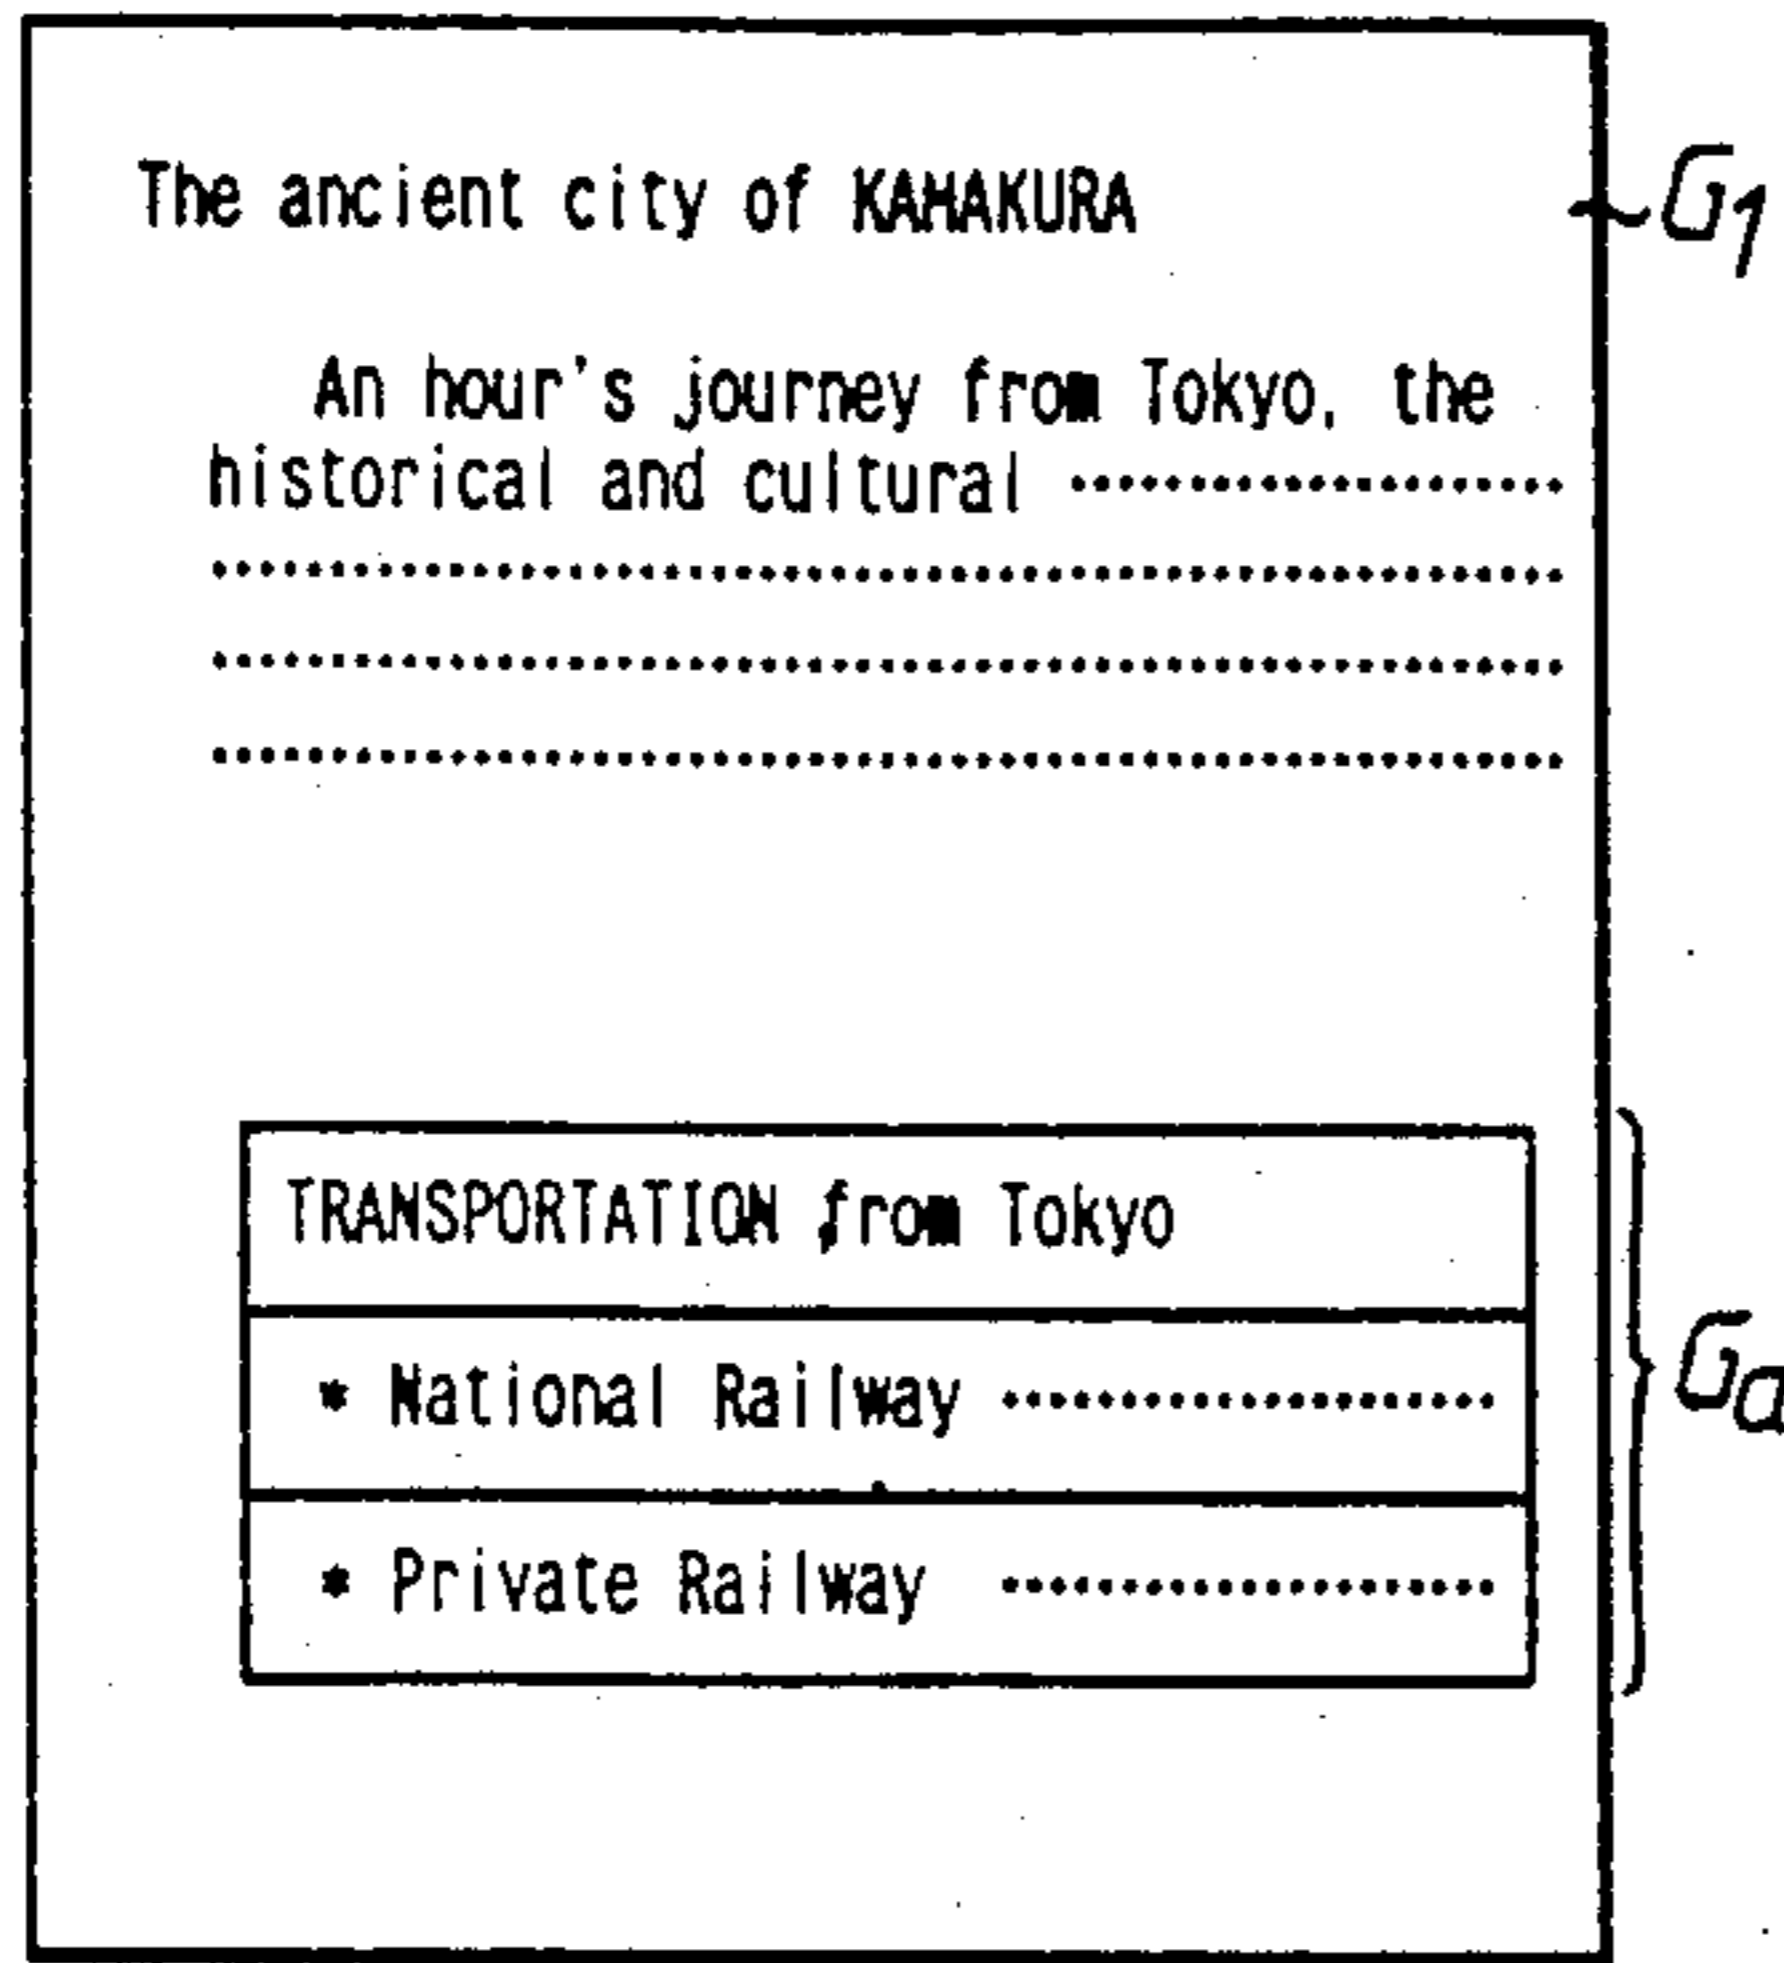 The ancient city of KAHAKURA
G1
An hour's journey from Tokyo, the
historical and cultural ·····················
·························································
·························································
·························································
TRANSPORTATION from Tokyo
* National Railway ·····················
Ga
* Private Railway ·····················